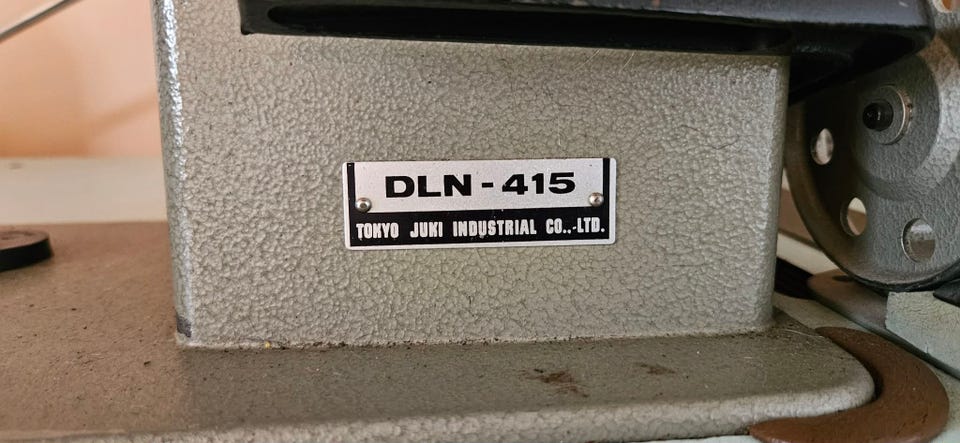 DLN-415
TOKYO JUKI INDUSTRIAL CO.,-LTD.